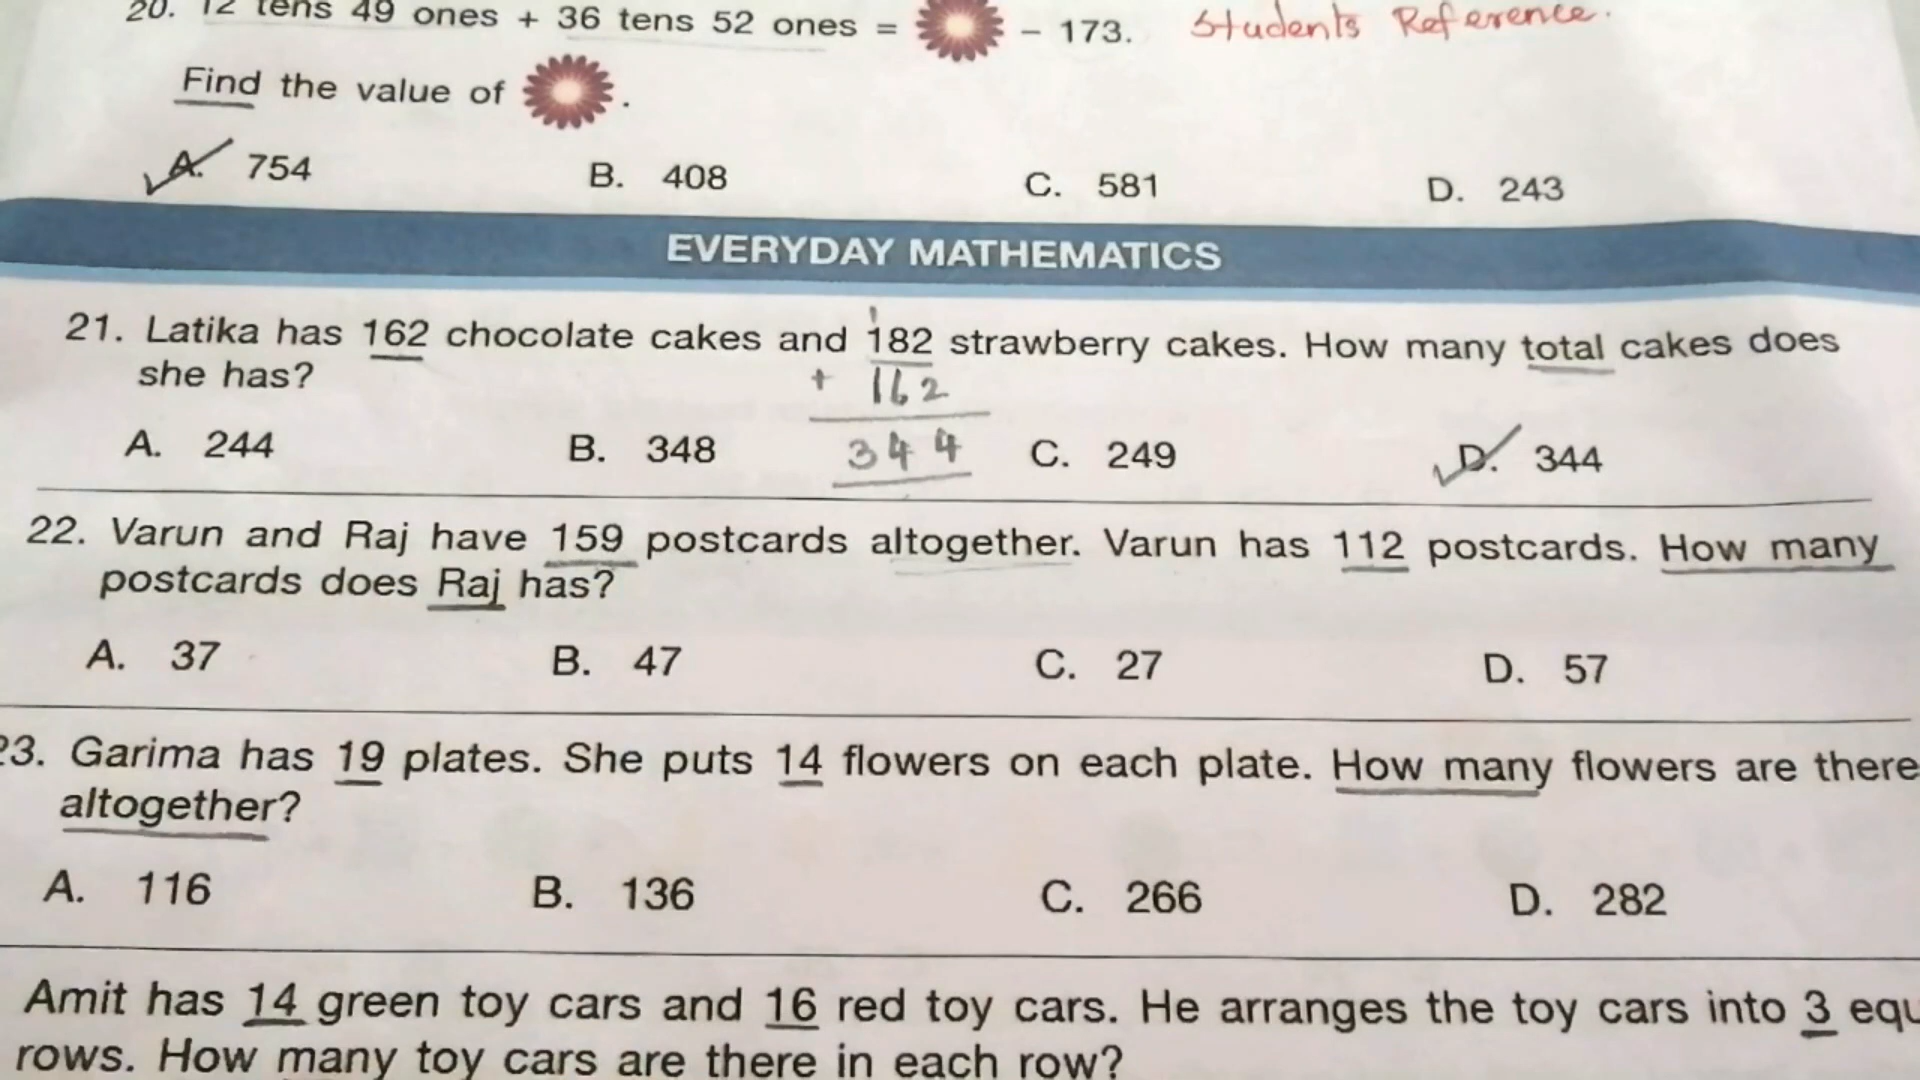 20. 12 tens 49 ones + 36 tens 52 ones = - 173. Students Reference.
Find the value of .
A. 754 B. 408 C. 581 D. 243
EVERYDAY MATHEMATICS
21. Latika has 162 chocolate cakes and 182 strawberry cakes. How many total cakes does
she has?
1
+ 162
344
A. 244 B. 348 C. 249 D. 344
22. Varun and Raj have 159 postcards altogether. Varun has 112 postcards. How many
postcards does Raj has?
A. 37 B. 47 C. 27 D. 57
23. Garima has 19 plates. She puts 14 flowers on each plate. How many flowers are there
altogether?
A. 116 B. 136 C. 266 D. 282
Amit has 14 green toy cars and 16 red toy cars. He arranges the toy cars into 3 equ
rows. How many toy cars are there in each row?